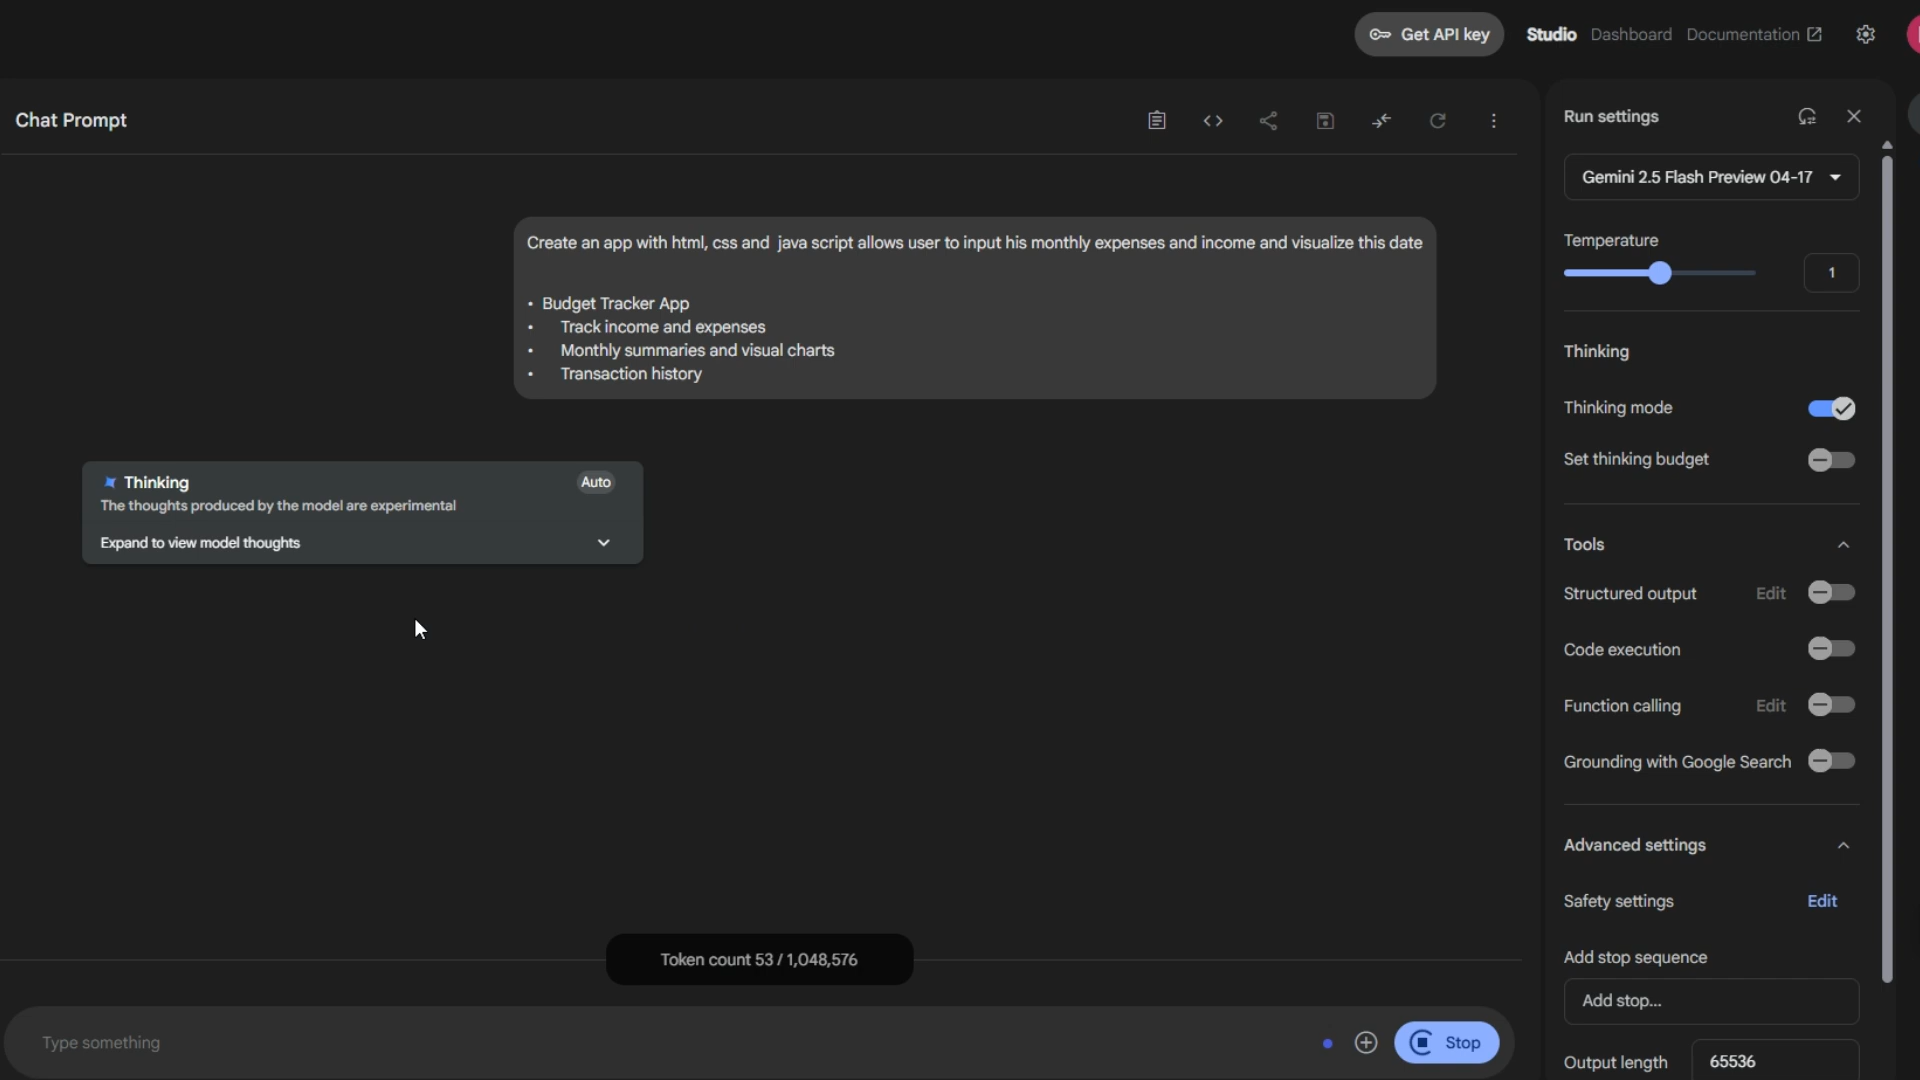 Get API key
Studio Dashboard Documentation
Chat Prompt
Create an app with html, css and java script allows user to input his monthly expenses and income and visualize this date
• Budget Tracker App
• Track income and expenses
• Monthly summaries and visual charts
• Transaction history
Thinking
Auto
The thoughts produced by the model are experimental
Expand to view model thoughts
Token count 53 / 1,048,576
Type something
Stop
Run settings
Gemini 2.5 Flash Preview 04-17
Temperature
1
Thinking
Thinking mode
Set thinking budget
Tools
Structured output Edit
Code execution
Function calling Edit
Grounding with Google Search
Advanced settings
Safety settings Edit
Add stop sequence
Add stop...
Output length 65536